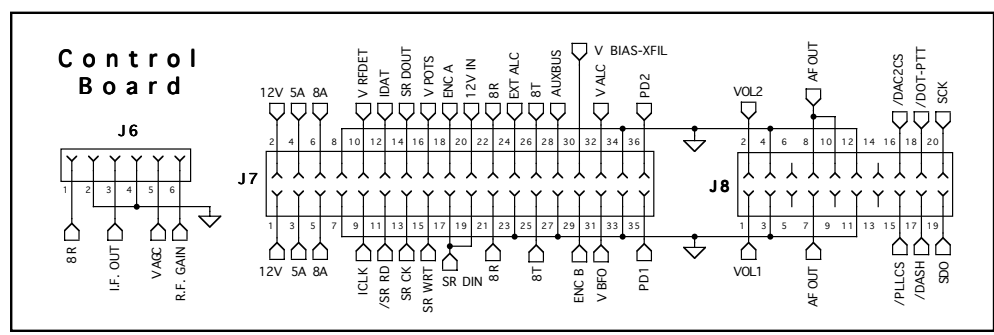 Control
Board
J6
1 2 3 4 5 6
8R
I.F. OUT
V AGC
R.F. GAIN
12V
5A
8A
V RFDET
IDAT
SR DOUT
V POTS
ENC A
12V IN
8R
EXT ALC
8T
AUXBUS
V BIAS-XFIL
V ALC
PD2
2 4 6 8 10 12 14 16 18 20 22 24 26 28 30 32 34 36
J7
1 3 5 7 9 11 13 15 17 19 21 23 25 27 29 31 33 35
12V
5A
8A
ICLK
/SR RD
SR CK
SR WRT
SR DIN
8R
8T
ENC B
V BFO
PD1
VOL2
AF OUT
/DAC2CS
/DOT-PTT
SCK
2 4 6 8 10 12 14 16 18 20
J8
1 3 5 7 9 11 13 15 17 19
VOL1
AF OUT
/PLLCS
/DASH
SDO